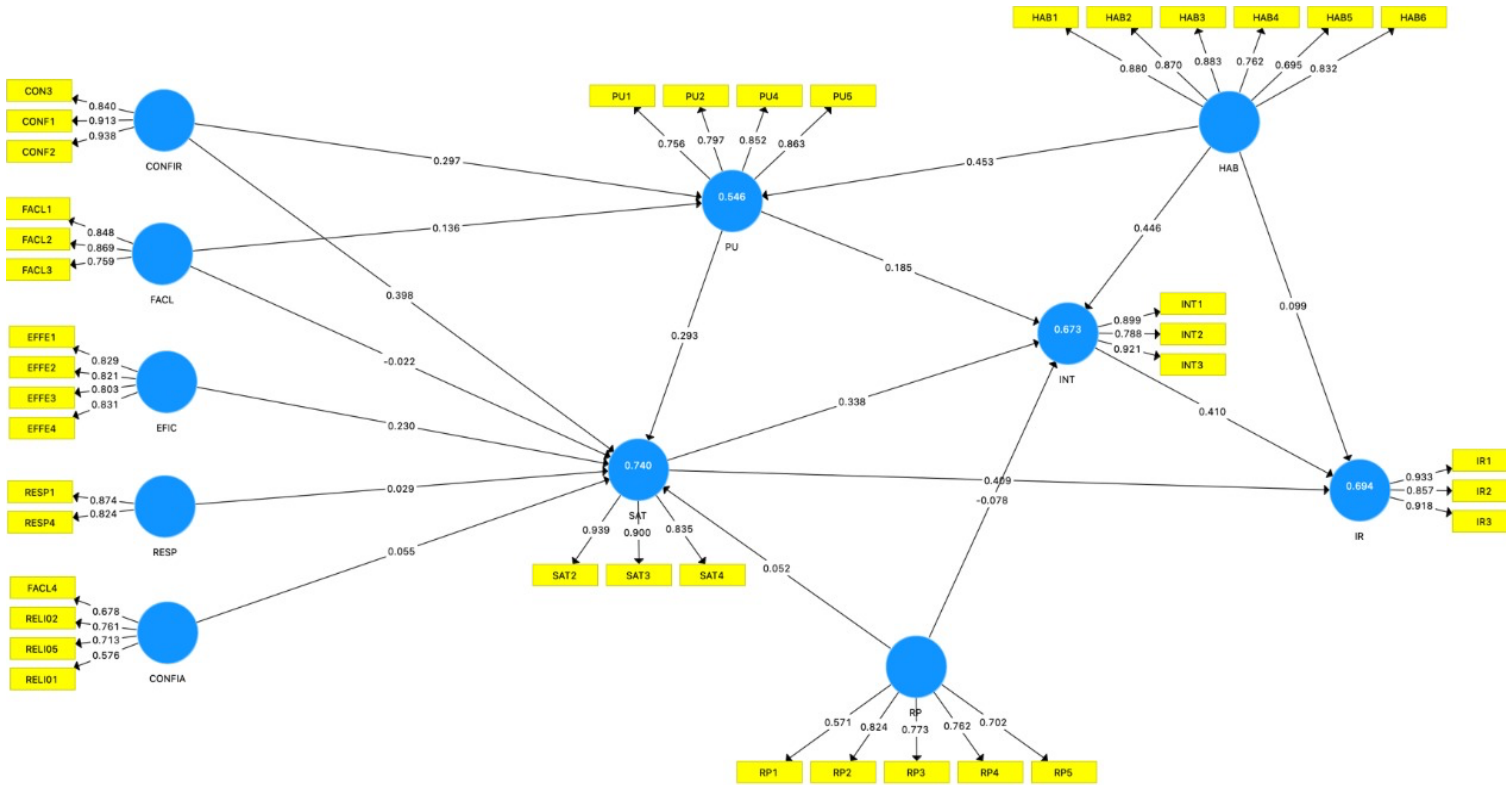 HAB1 HAB2 HAB3 HAB4 HAB5 HAB6
0.880 0.870 0.883 0.762 0.695 0.832
HAB
CON3
CONF1
CONF2
0.840
0.913
0.938
CONFIR
PU1 PU2 PU4 PU5
0.756 0.797 0.852 0.863
0.546
PU
0.297
0.453
FACL1
FACL2
FACL3
0.848
0.869
0.759
FACL
0.136
0.446
0.185
0.398
0.099
0.293
-0.022
INT1
INT2
INT3
0.899
0.788
0.921
0.673
INT
EFFE1
EFFE2
EFFE3
EFFE4
0.829
0.821
0.803
0.831
EFIC
0.230
0.338
0.410
0.740
SAT
0.939 0.900 0.835
SAT2 SAT3 SAT4
RESP1
RESP4
0.874
0.824
RESP
0.029
0.409
-0.078
0.694
IR
0.933
0.857
0.918
IR1
IR2
IR3
0.055
0.052
FACL4
RELI02
RELI05
RELI01
0.678
0.761
0.713
0.576
CONFIA
RP
0.571 0.824 0.773 0.762 0.702
RP1 RP2 RP3 RP4 RP5